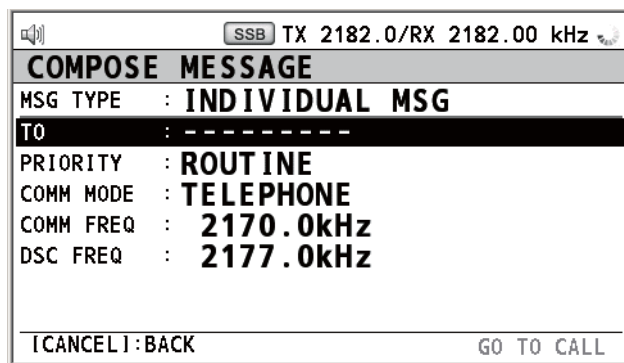 SSB TX 2182.0/RX 2182.00 kHz
COMPOSE MESSAGE
MSG TYPE : INDIVIDUAL MSG
TO : ---------
PRIORITY : ROUTINE
COMM MODE : TELEPHONE
COMM FREQ : 2170.0kHz
DSC FREQ : 2177.0kHz
[CANCEL]:BACK GO TO CALL